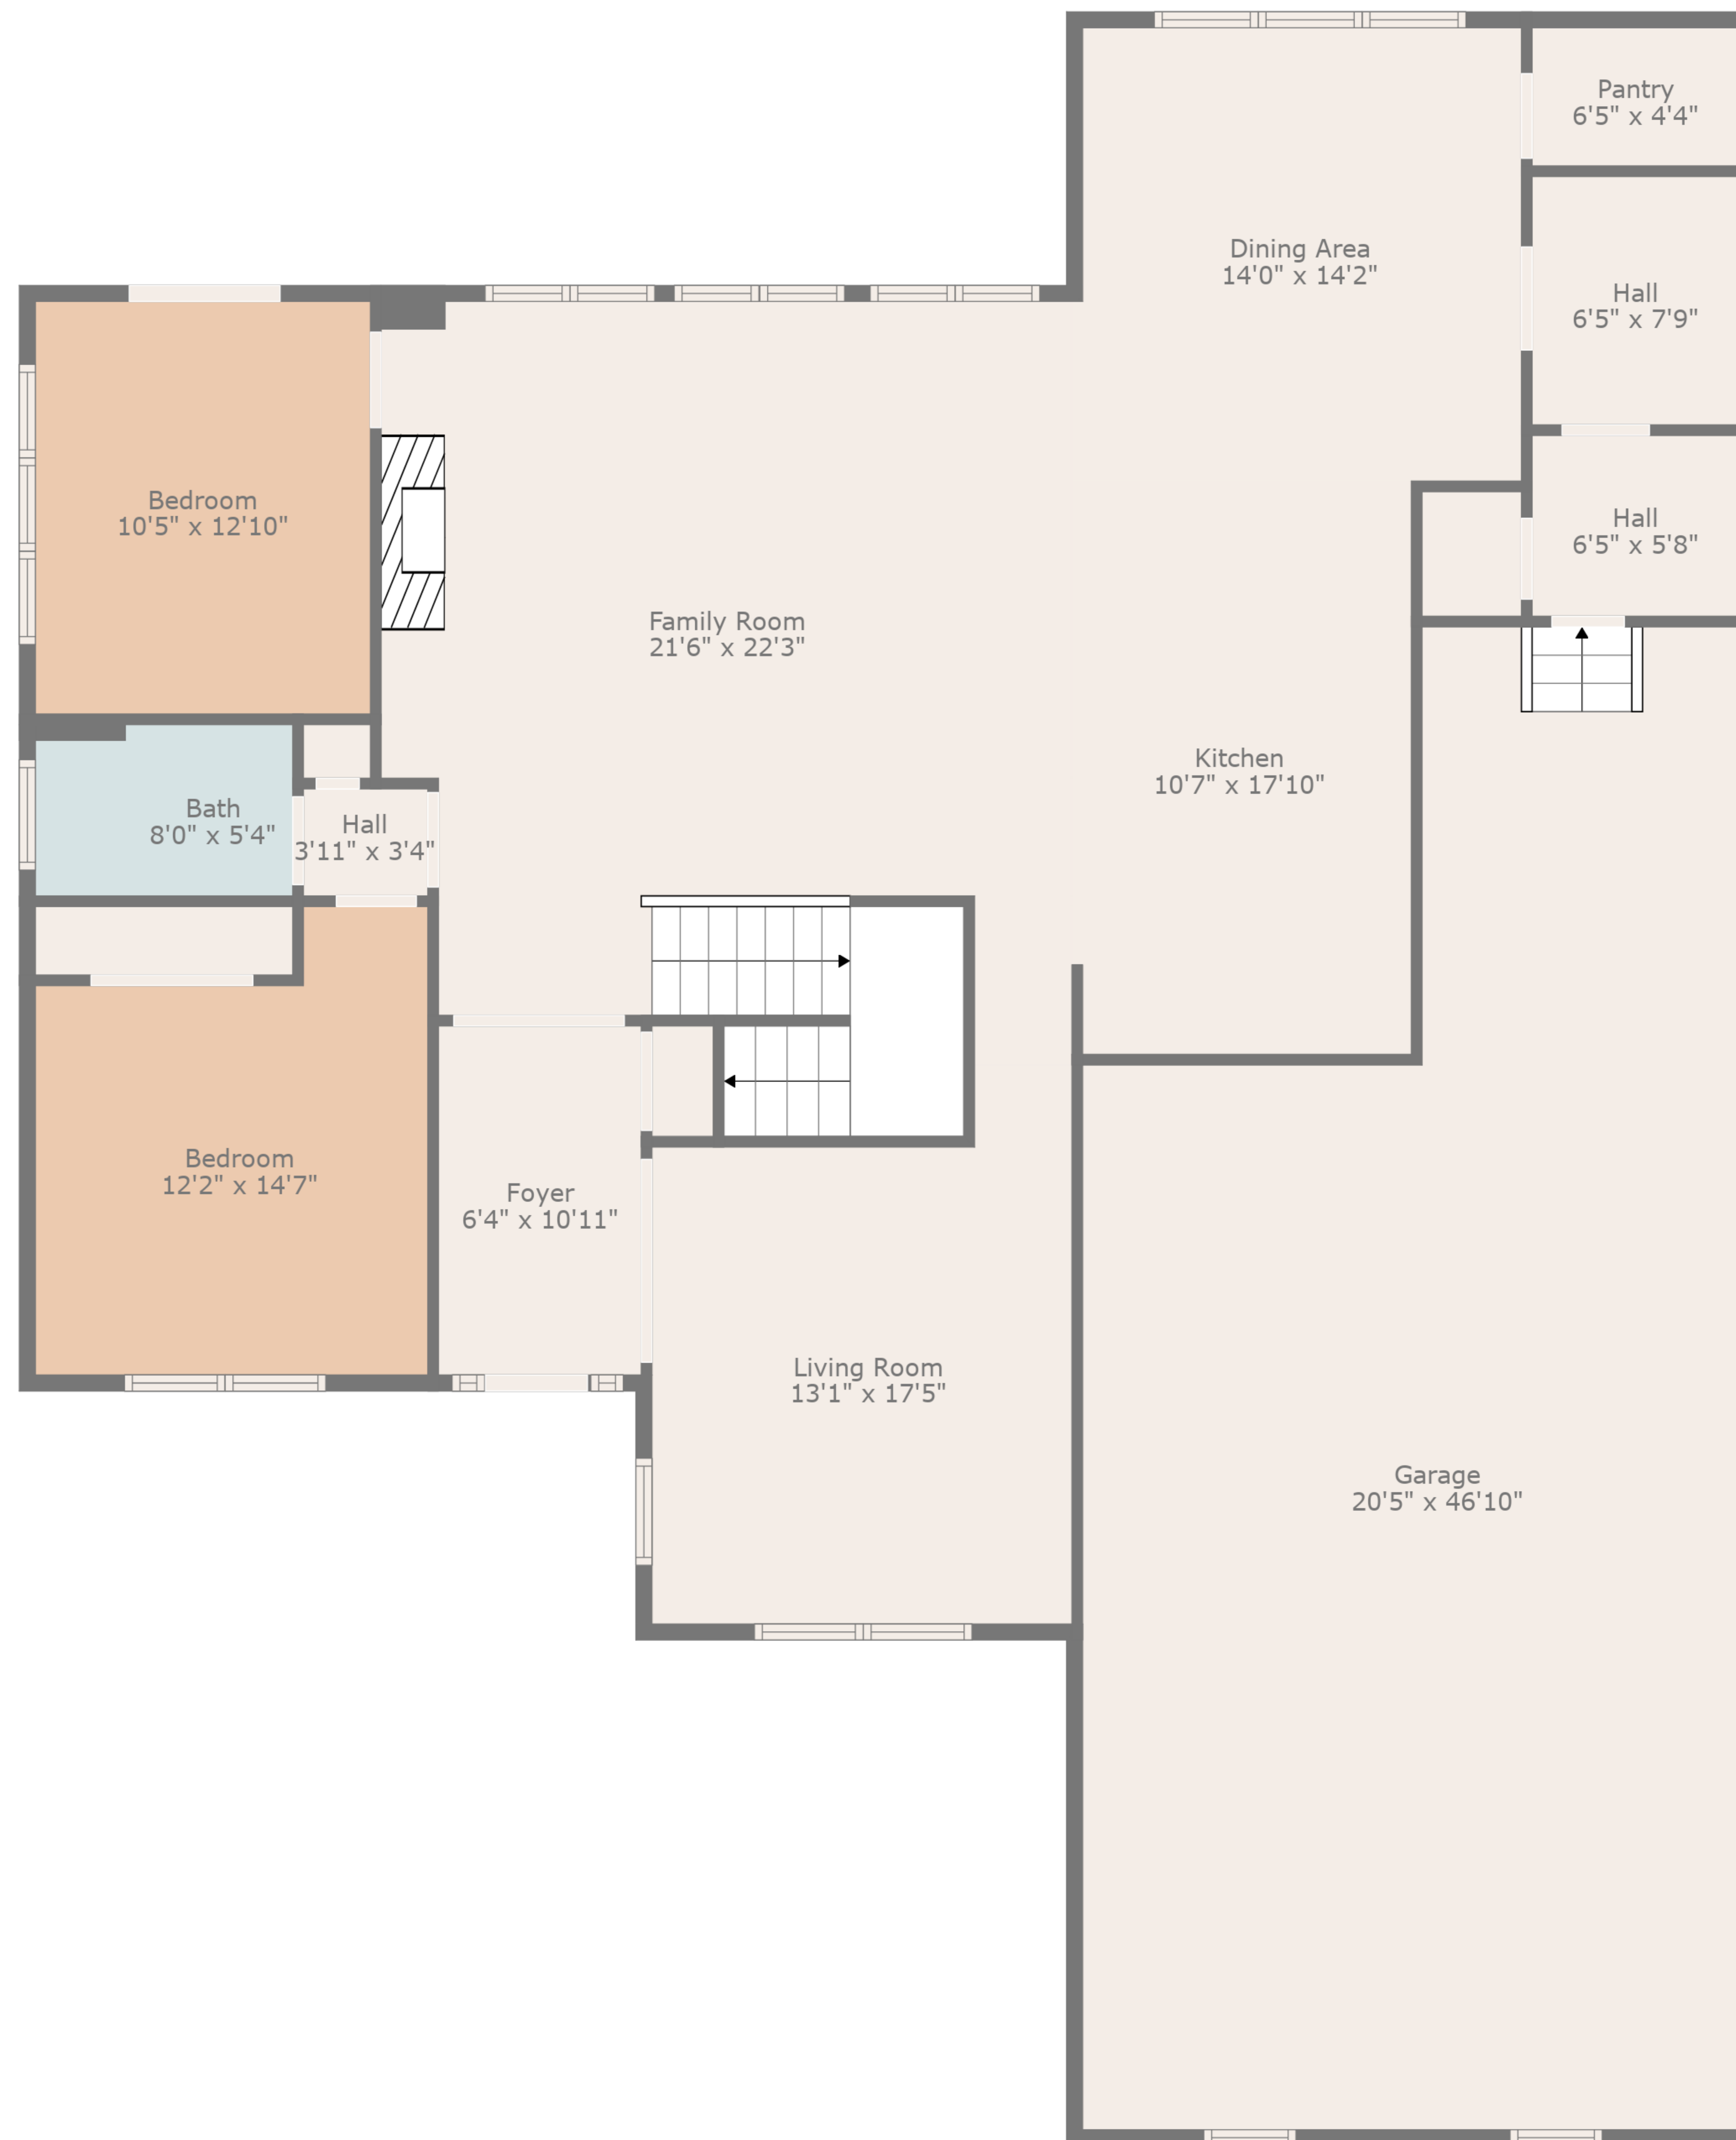 Pantry
6'5" x 4'4"
Dining Area
14'0" x 14'2"
Hall
6'5" x 7'9"
Bedroom
10'5" x 12'10"
Hall
6'5" x 5'8"
Family Room
21'6" x 22'3"
Kitchen
10'7" x 17'10"
Bath
8'0" x 5'4"
Hall
3'11" x 3'4"
Bedroom
12'2" x 14'7"
Foyer
6'4" x 10'11"
Living Room
13'1" x 17'5"
Garage
20'5" x 46'10"